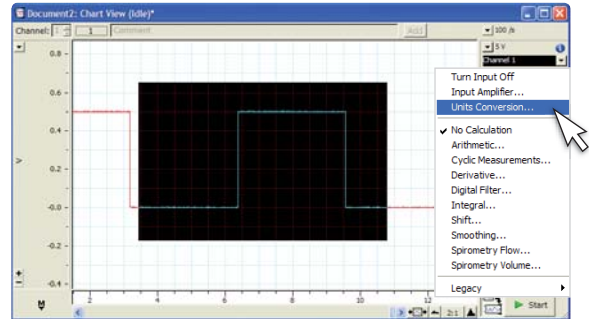 Document2: Chart View (Idle)*
Channel: 1 1 Comment Add 100 /s
5 V
Channel 1
Turn Input Off
Input Amplifier...
Units Conversion...
No Calculation
Arithmetic...
Cyclic Measurements...
Derivative...
Digital Filter...
Integral...
Shift...
Smoothing...
Spirometry Flow...
Spirometry Volume...
Legacy
0.8
0.6
0.4
0.2
-0.0
-0.2
-0.4
V
+
-
M
2 4 6 8 10 12
2:1 Start